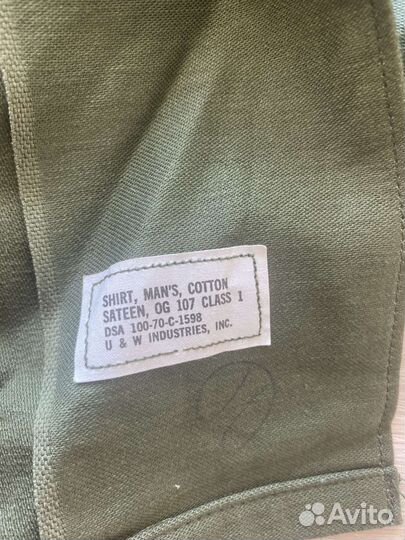 SHIRT, MAN'S, COTTON
SATEEN, OG 107 CLASS 1
DSA 100-70-C-1598
U & W INDUSTRIES, INC.
Avito